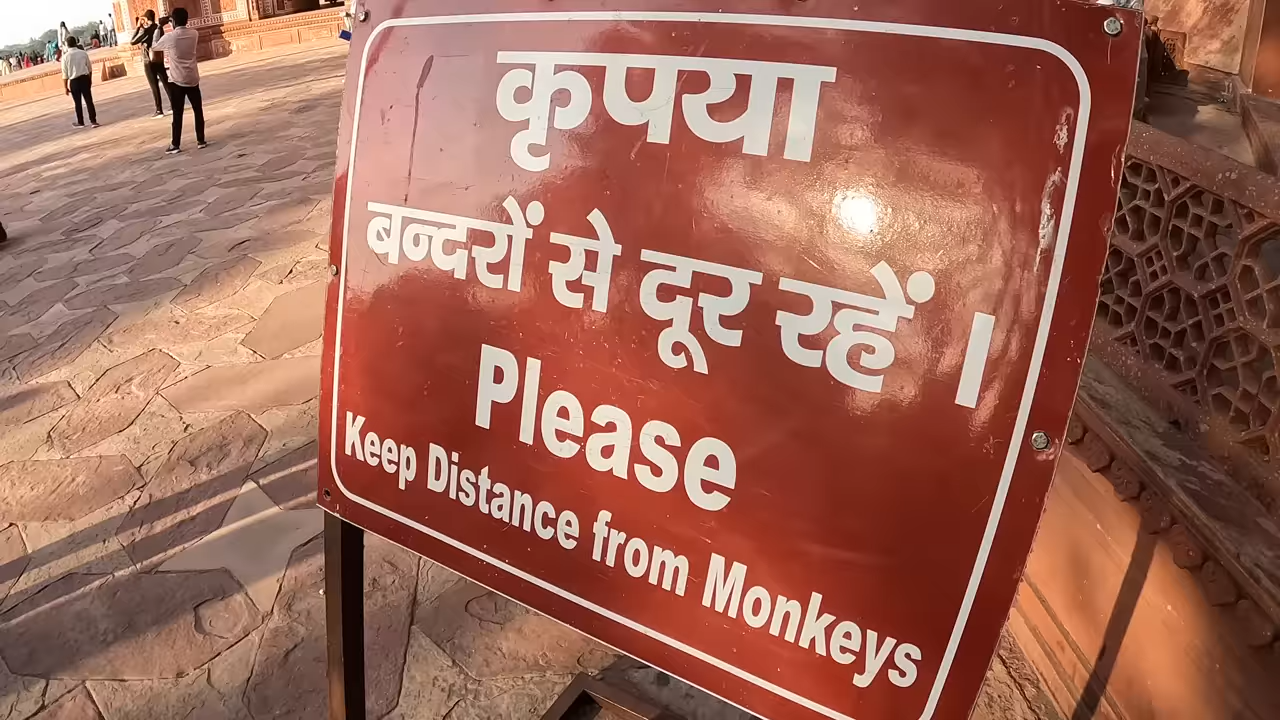 कृपया
बन्दरों से दूर रहें ।
Please
Keep Distance from Monkeys